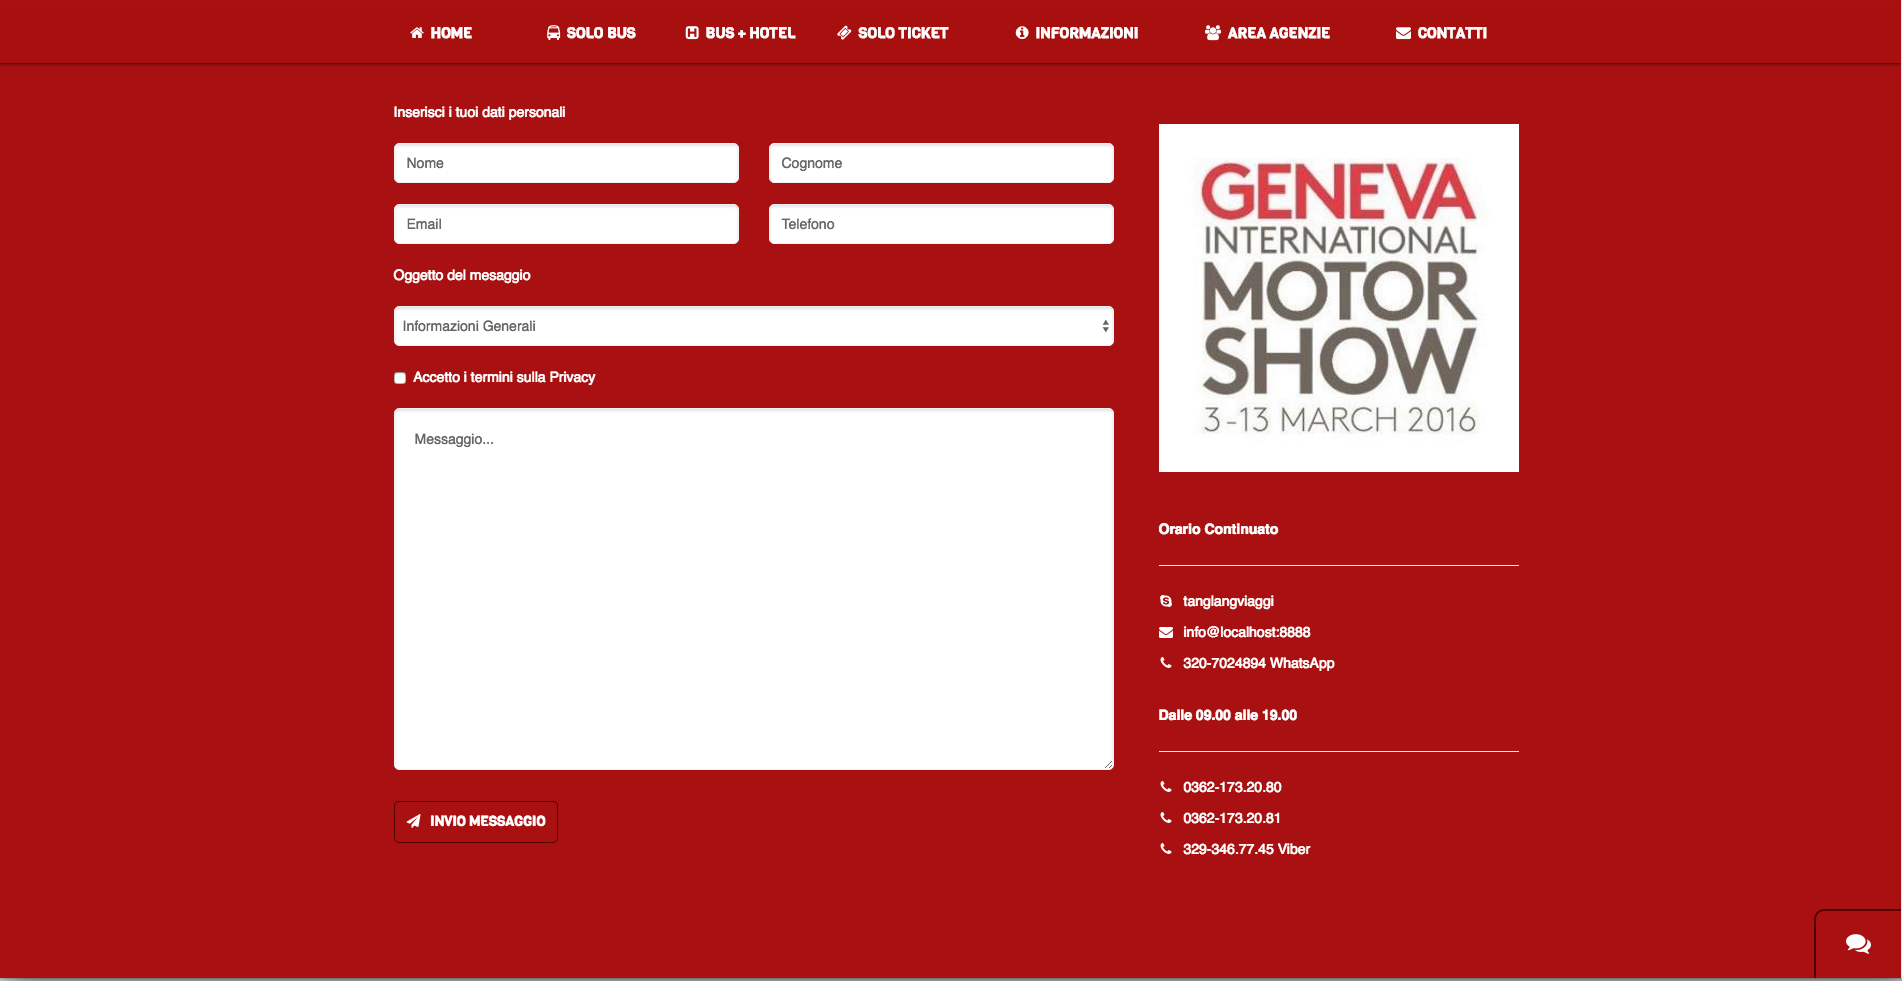 HOME SOLO BUS BUS + HOTEL SOLO TICKET INFORMAZIONI AREA AGENZIE CONTATTI
Inserisci i tuoi dati personali
Nome Cognome
Email Telefono
Oggetto del mesaggio
Informazioni Generali
Accetto i termini sulla Privacy
Messaggio...
INVIO MESSAGGIO
GENEVA
INTERNATIONAL
MOTOR
SHOW
3-13 MARCH 2016
Orario Continuato
tanglangviaggi
info@localhost:8888
320-7024894 WhatsApp
Dalle 09.00 alle 19.00
0362-173.20.80
0362-173.20.81
329-346.77.45 Viber